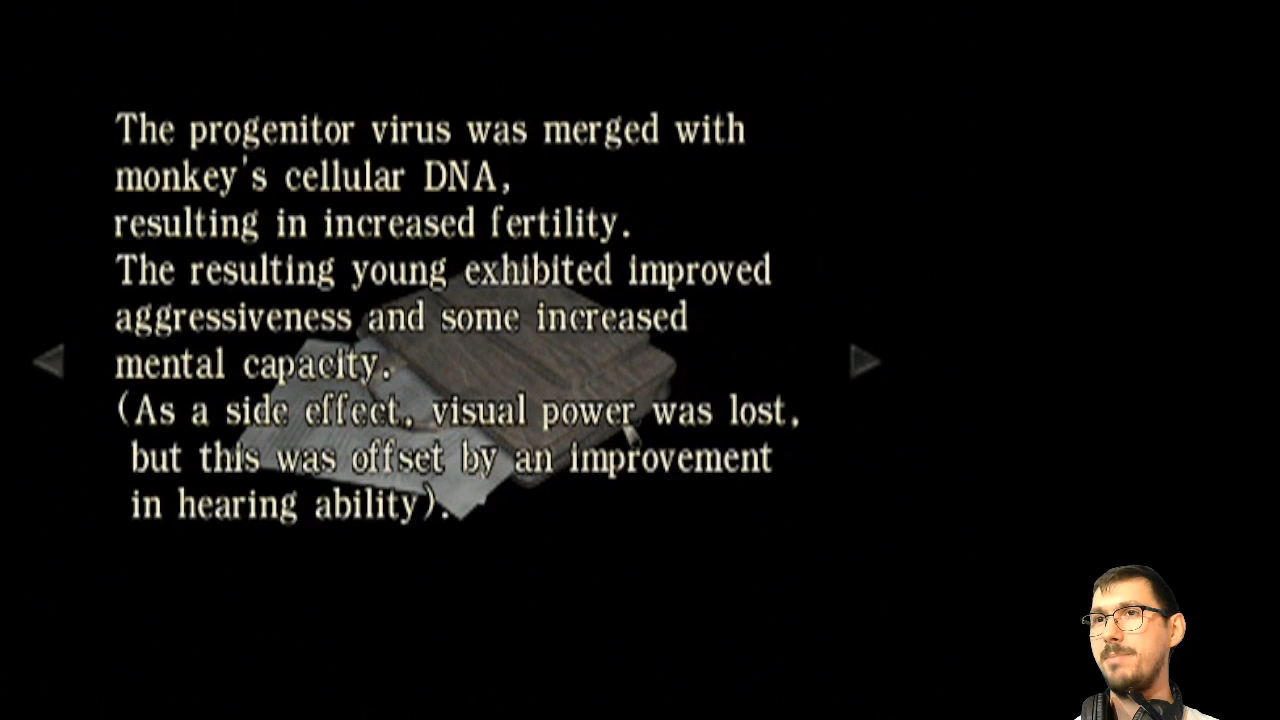 The progenitor virus was merged with
monkey's cellular DNA,
resulting in increased fertility.
The resulting young exhibited improved
aggressiveness and some increased
mental capacity.
(As a side effect, visual power was lost,
but this was offset by an improvement
in hearing ability).